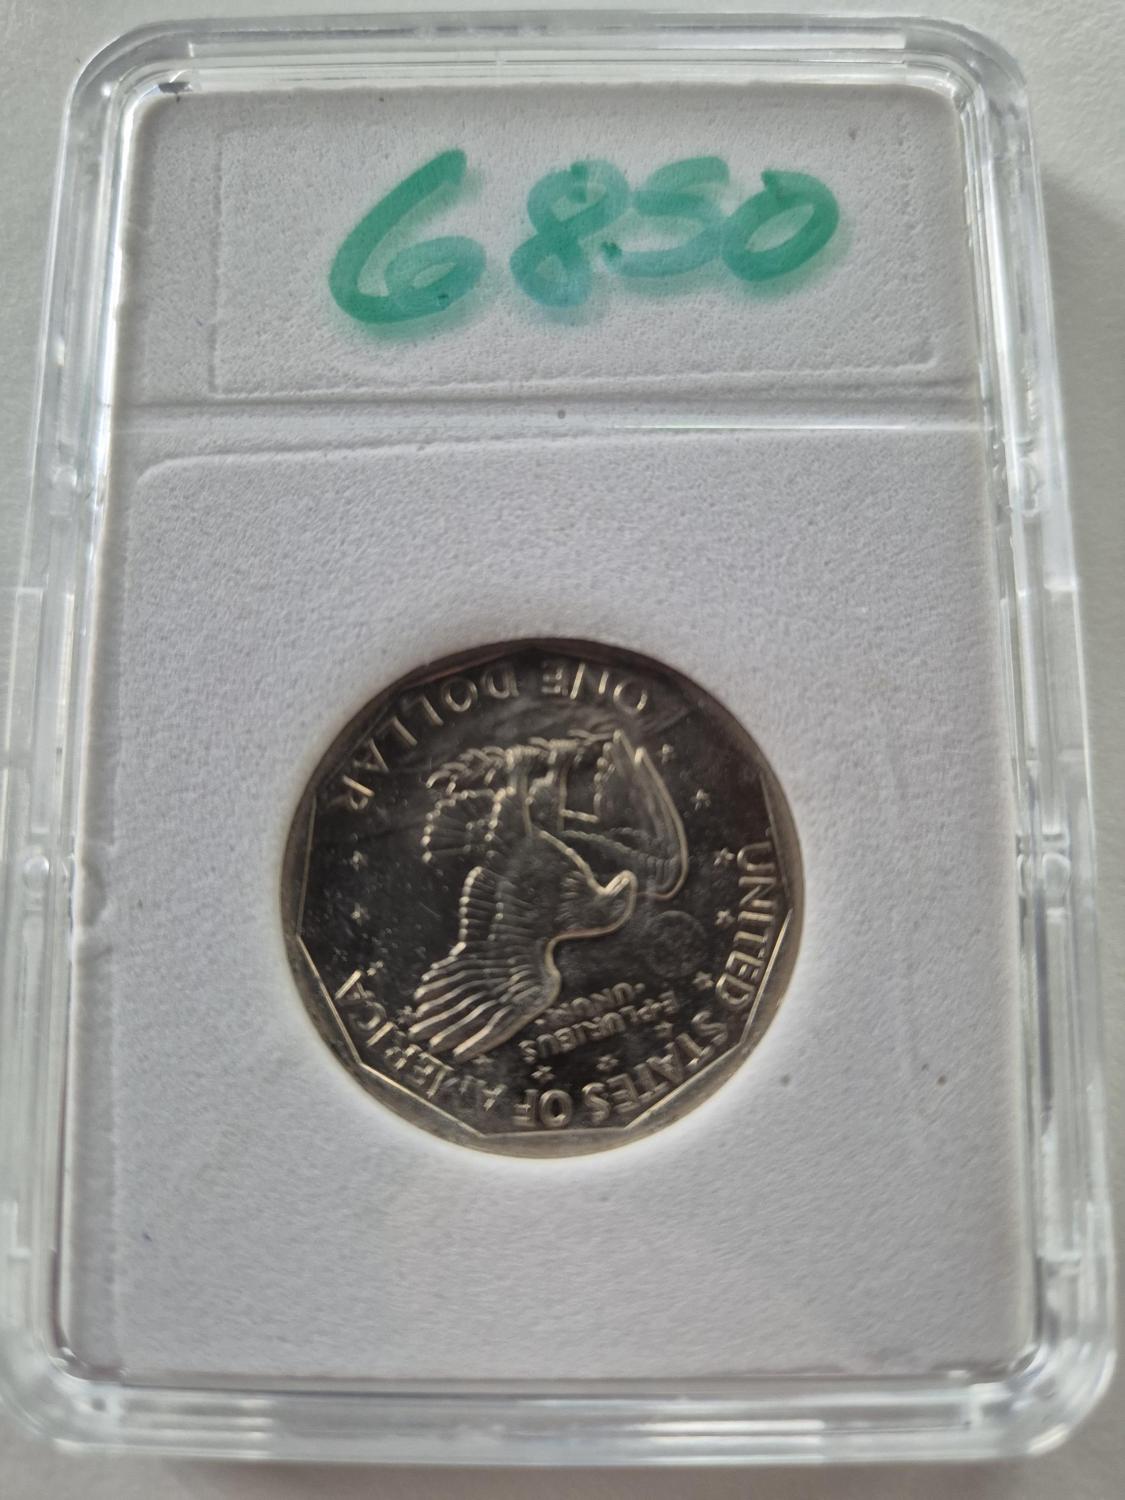 6850
UNITED STATES OF AMERICA
E PLURIBUS
UNUM
ONE DOLLAR